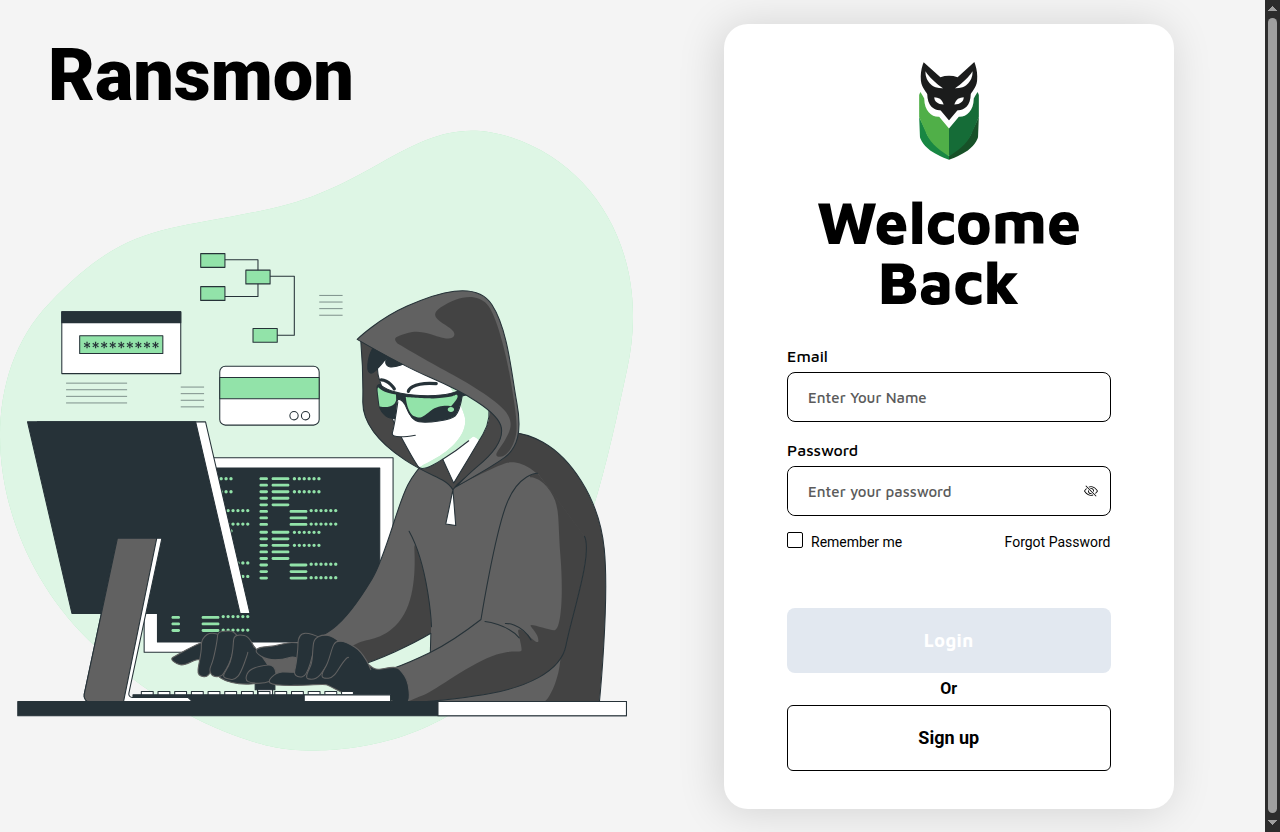 Ransmon
*********
Welcome
Back
Email
Enter Your Name
Password
Enter your password
Remember me
Forgot Password
Login
Or
Sign up